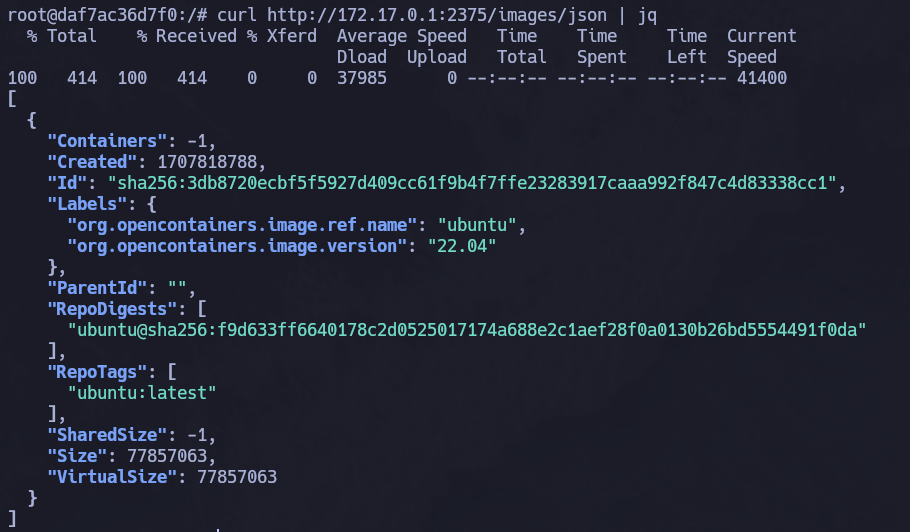 root@daf7ac36d7f0:/# curl http://172.17.0.1:2375/images/json | jq
  % Total    % Received % Xferd  Average Speed   Time    Time     Time  Current
                                 Dload  Upload   Total   Spent    Left  Speed
100   414  100   414    0     0  37985      0 --:--:-- --:--:-- --:--:-- 41400
[
  {
    "Containers": -1,
    "Created": 1707818788,
    "Id": "sha256:3db8720ecbf5f5927d409cc61f9b4f7ffe23283917caaa992f847c4d83338cc1",
    "Labels": {
      "org.opencontainers.image.ref.name": "ubuntu",
      "org.opencontainers.image.version": "22.04"
    },
    "ParentId": "",
    "RepoDigests": [
      "ubuntu@sha256:f9d633ff6640178c2d0525017174a688e2c1aef28f0a0130b26bd5554491f0da"
    ],
    "RepoTags": [
      "ubuntu:latest"
    ],
    "SharedSize": -1,
    "Size": 77857063,
    "VirtualSize": 77857063
  }
]